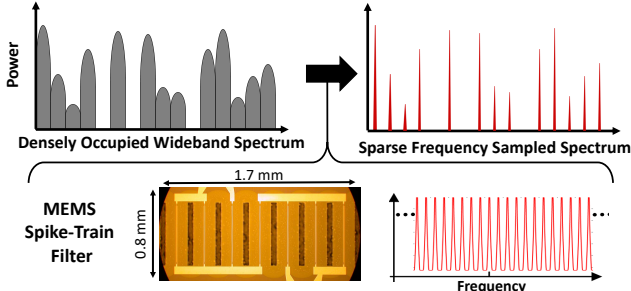 Power
Densely Occupied Wideband Spectrum
Sparse Frequency Sampled Spectrum
MEMS
Spike-Train
Filter
1.7 mm
0.8 mm
Frequency